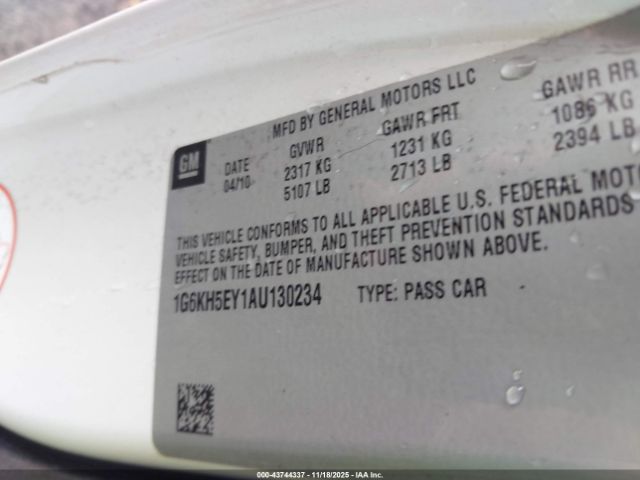 MFD BY GENERAL MOTORS LLC
GM
DATE GVWR GAWR FRT GAWR RR
04/10 2317 KG 1231 KG 1086 KG
5107 LB 2713 LB 2394 LB
THIS VEHICLE CONFORMS TO ALL APPLICABLE U.S. FEDERAL MOTO
VEHICLE SAFETY, BUMPER, AND THEFT PREVENTION STANDARDS
EFFECT ON THE DATE OF MANUFACTURE SHOWN ABOVE.
1G6KH5EY1AU130234 TYPE: PASS CAR
000-43744337 - 11/18/2025 - IAA Inc.